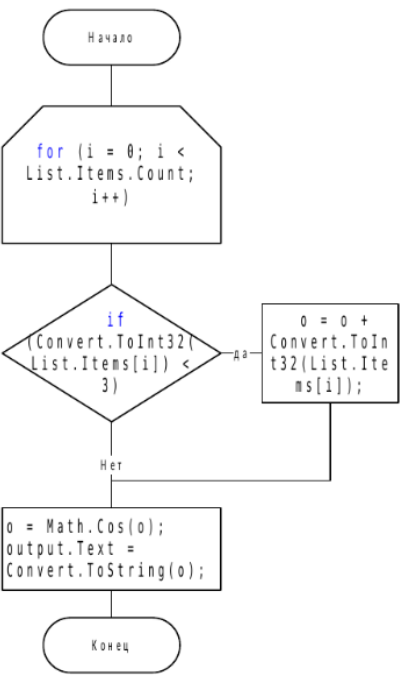 Начало
for (i = 0; i <
List.Items.Count;
i++)
if
(Convert.ToInt32(
List.Items[i]) <
3)
да
o = o +
Convert.ToIn
t32(List.Ite
ms[i]);
Нет
o = Math.Cos(o);
output.Text =
Convert.ToString(o);
Конец